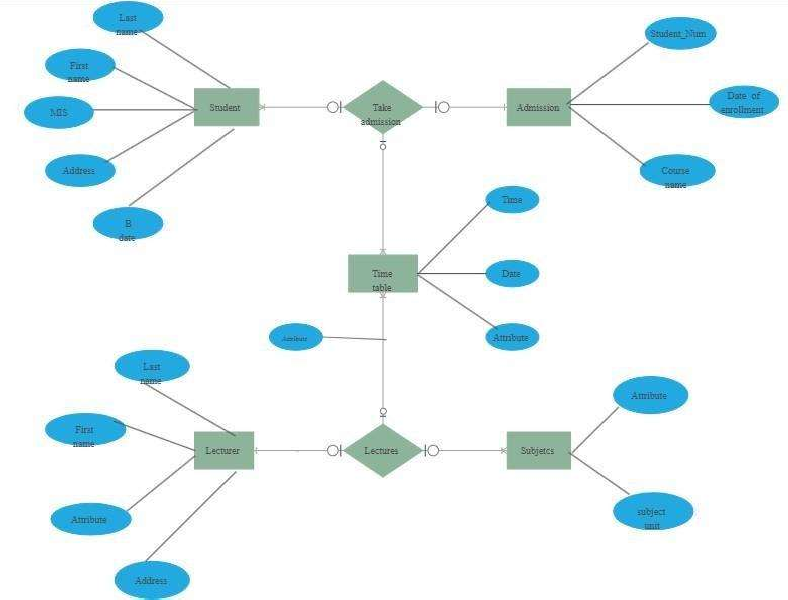 Last
name
Student_Num
First
name
Date of
enrollment
MIS
Student
Take
admission
Admission
Address
Course
name
B
date
Time
Time
table
Date
Attribute
Attribute
Last
name
Attribute
First
name
Lecturer
Lectures
Subjetcs
Attribute
subject
unit
Address